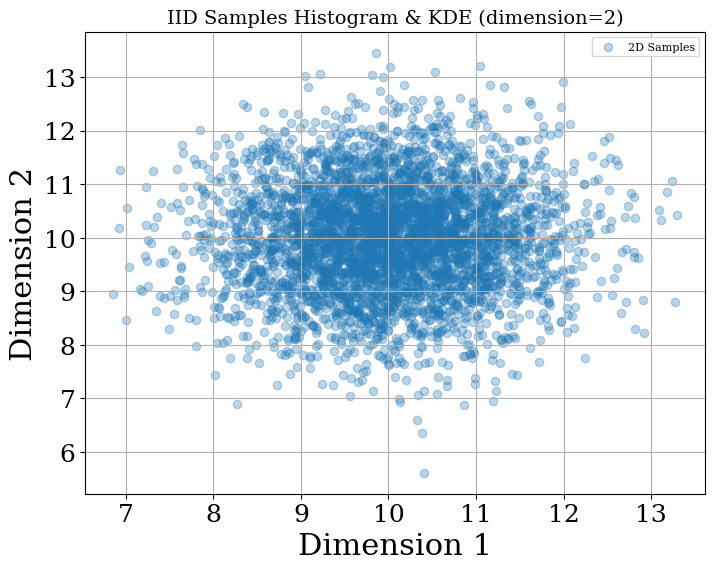 IID Samples Histogram & KDE (dimension=2)
2D Samples
Dimension 2
13
12
11
10
9
8
7
6
7 8 9 10 11 12 13
Dimension 1